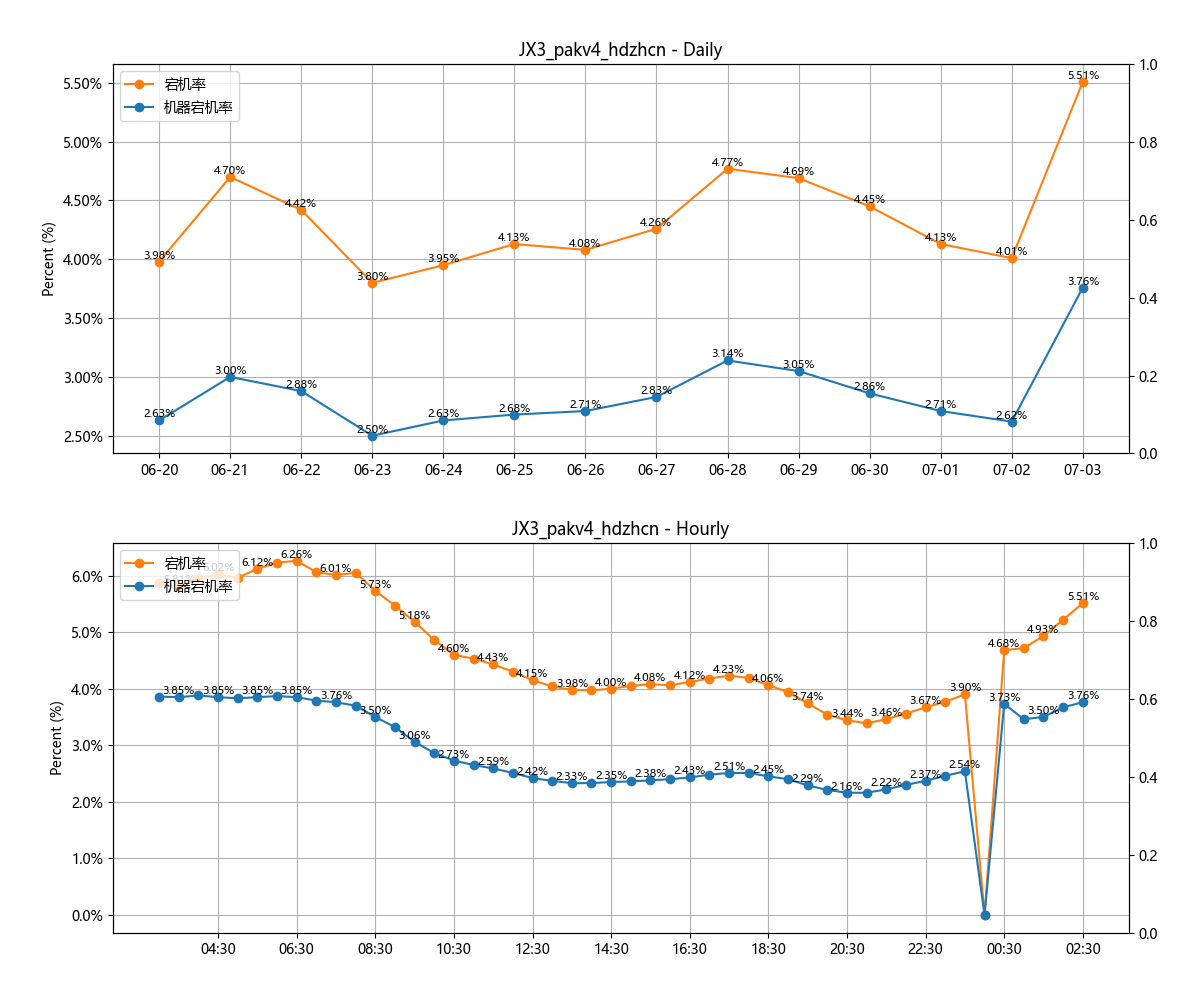 JX3_pakv4_hdzhcn - Daily
宕机率
机器宕机率
Percent (%)
5.50%
5.00%
4.50%
4.00%
3.50%
3.00%
2.50%
1.0
0.8
0.6
0.4
0.2
0.0
3.98% 4.70% 4.42% 3.80% 3.95% 4.13% 4.08% 4.26% 4.77% 4.69% 4.45% 4.13% 4.01% 5.51%
2.63% 3.00% 2.88% 2.50% 2.63% 2.68% 2.71% 2.83% 3.14% 3.05% 2.86% 2.71% 2.62% 3.76%
06-20 06-21 06-22 06-23 06-24 06-25 06-26 06-27 06-28 06-29 06-30 07-01 07-02 07-03
JX3_pakv4_hdzhcn - Hourly
宕机率
机器宕机率
Percent (%)
6.0%
5.0%
4.0%
3.0%
2.0%
1.0%
0.0%
1.0
0.8
0.6
0.4
0.2
0.0
6.02% 6.12% 6.26% 6.01% 5.73% 5.18% 4.60% 4.43% 4.15% 3.98% 4.00% 4.08% 4.12% 4.23% 4.06% 3.74% 3.44% 3.46% 3.67% 3.90% 4.68% 4.93% 5.51%
3.85% 3.85% 3.85% 3.85% 3.76% 3.50% 3.06% 2.73% 2.59% 2.42% 2.33% 2.35% 2.38% 2.43% 2.51% 2.45% 2.29% 2.16% 2.22% 2.37% 2.54% 3.73% 3.50% 3.76%
04:30 06:30 08:30 10:30 12:30 14:30 16:30 18:30 20:30 22:30 00:30 02:30